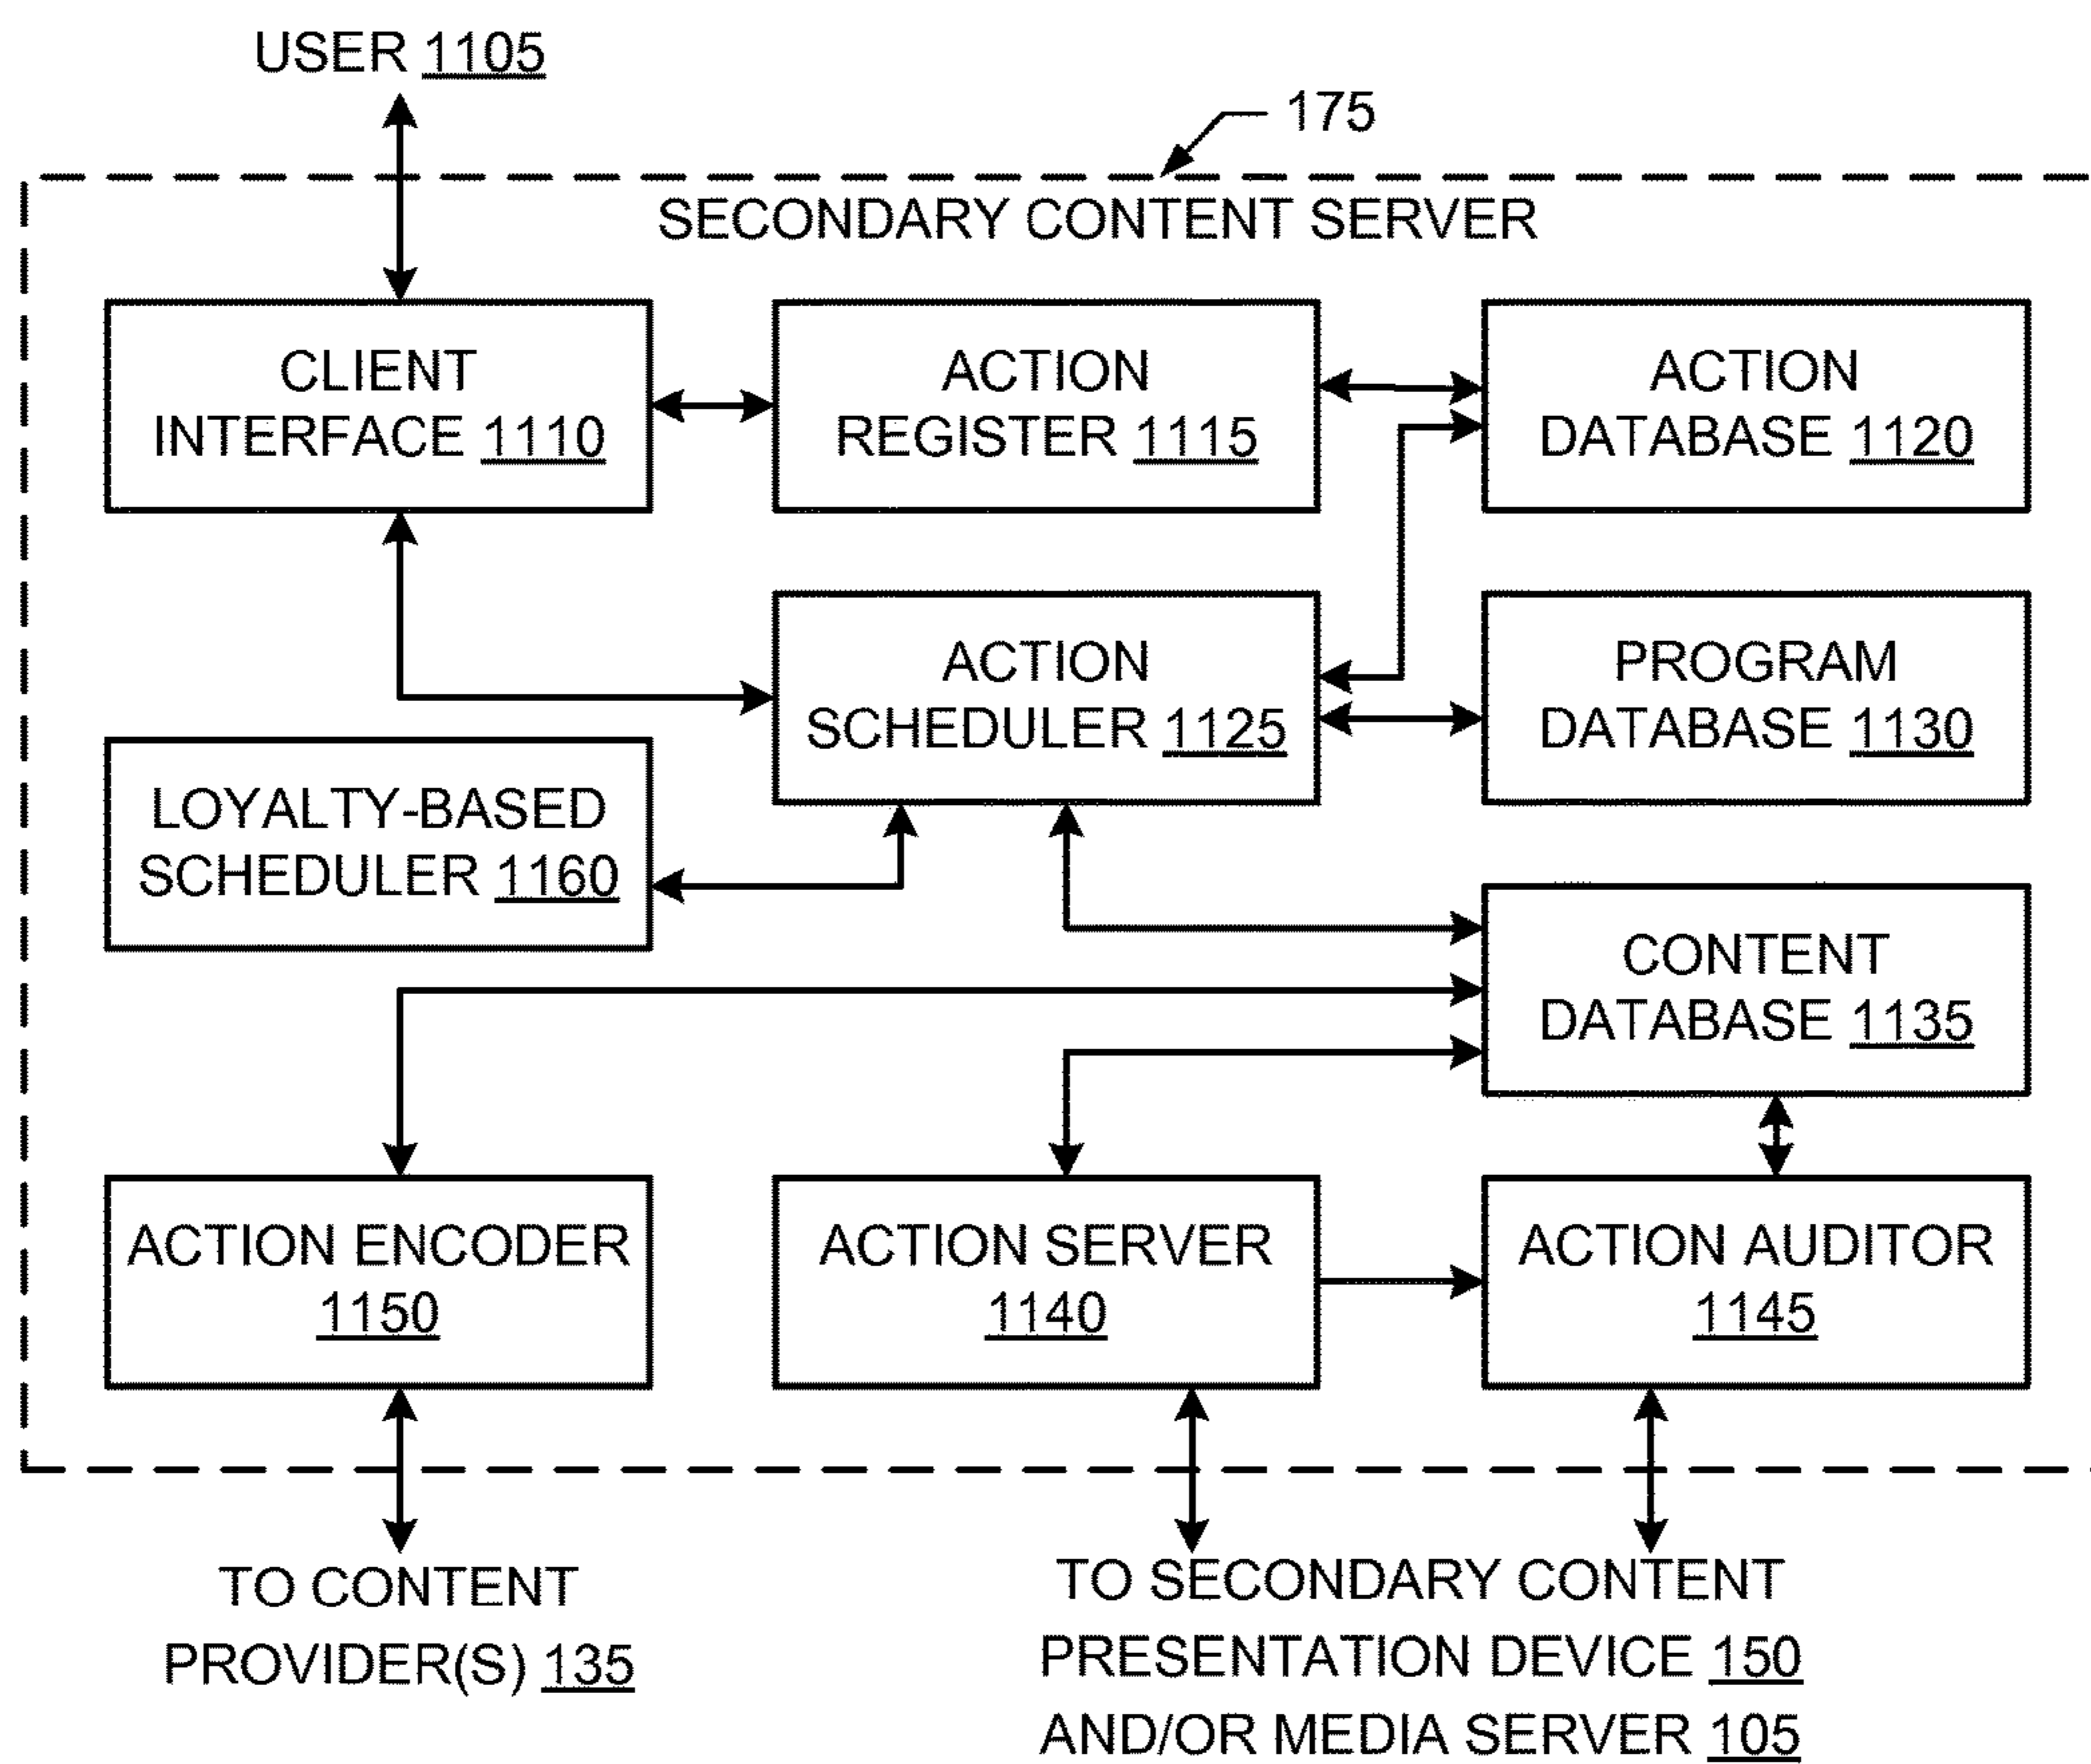 USER 1105
175
SECONDARY CONTENT SERVER
CLIENT
INTERFACE 1110
ACTION
REGISTER 1115
ACTION
DATABASE 1120
ACTION
SCHEDULER 1125
PROGRAM
DATABASE 1130
LOYALTY-BASED
SCHEDULER 1160
CONTENT
DATABASE 1135
ACTION ENCODER
1150
ACTION SERVER
1140
ACTION AUDITOR
1145
TO CONTENT
PROVIDER(S) 135
TO SECONDARY CONTENT
PRESENTATION DEVICE 150
AND/OR MEDIA SERVER 105